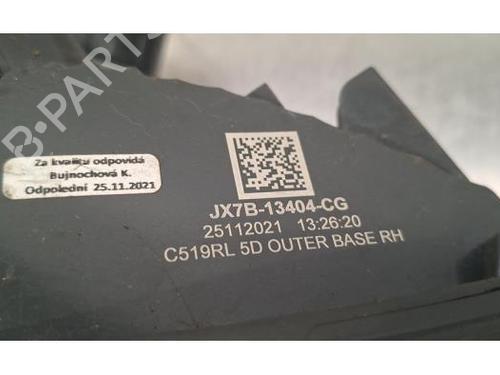 B-PARTS
Za kvalitu odpovídá
Bujnochová K.
Odpolední 25.11.2021
JX7B-13404-CG
25112021 13:26:20
C519RL 5D OUTER BASE RH